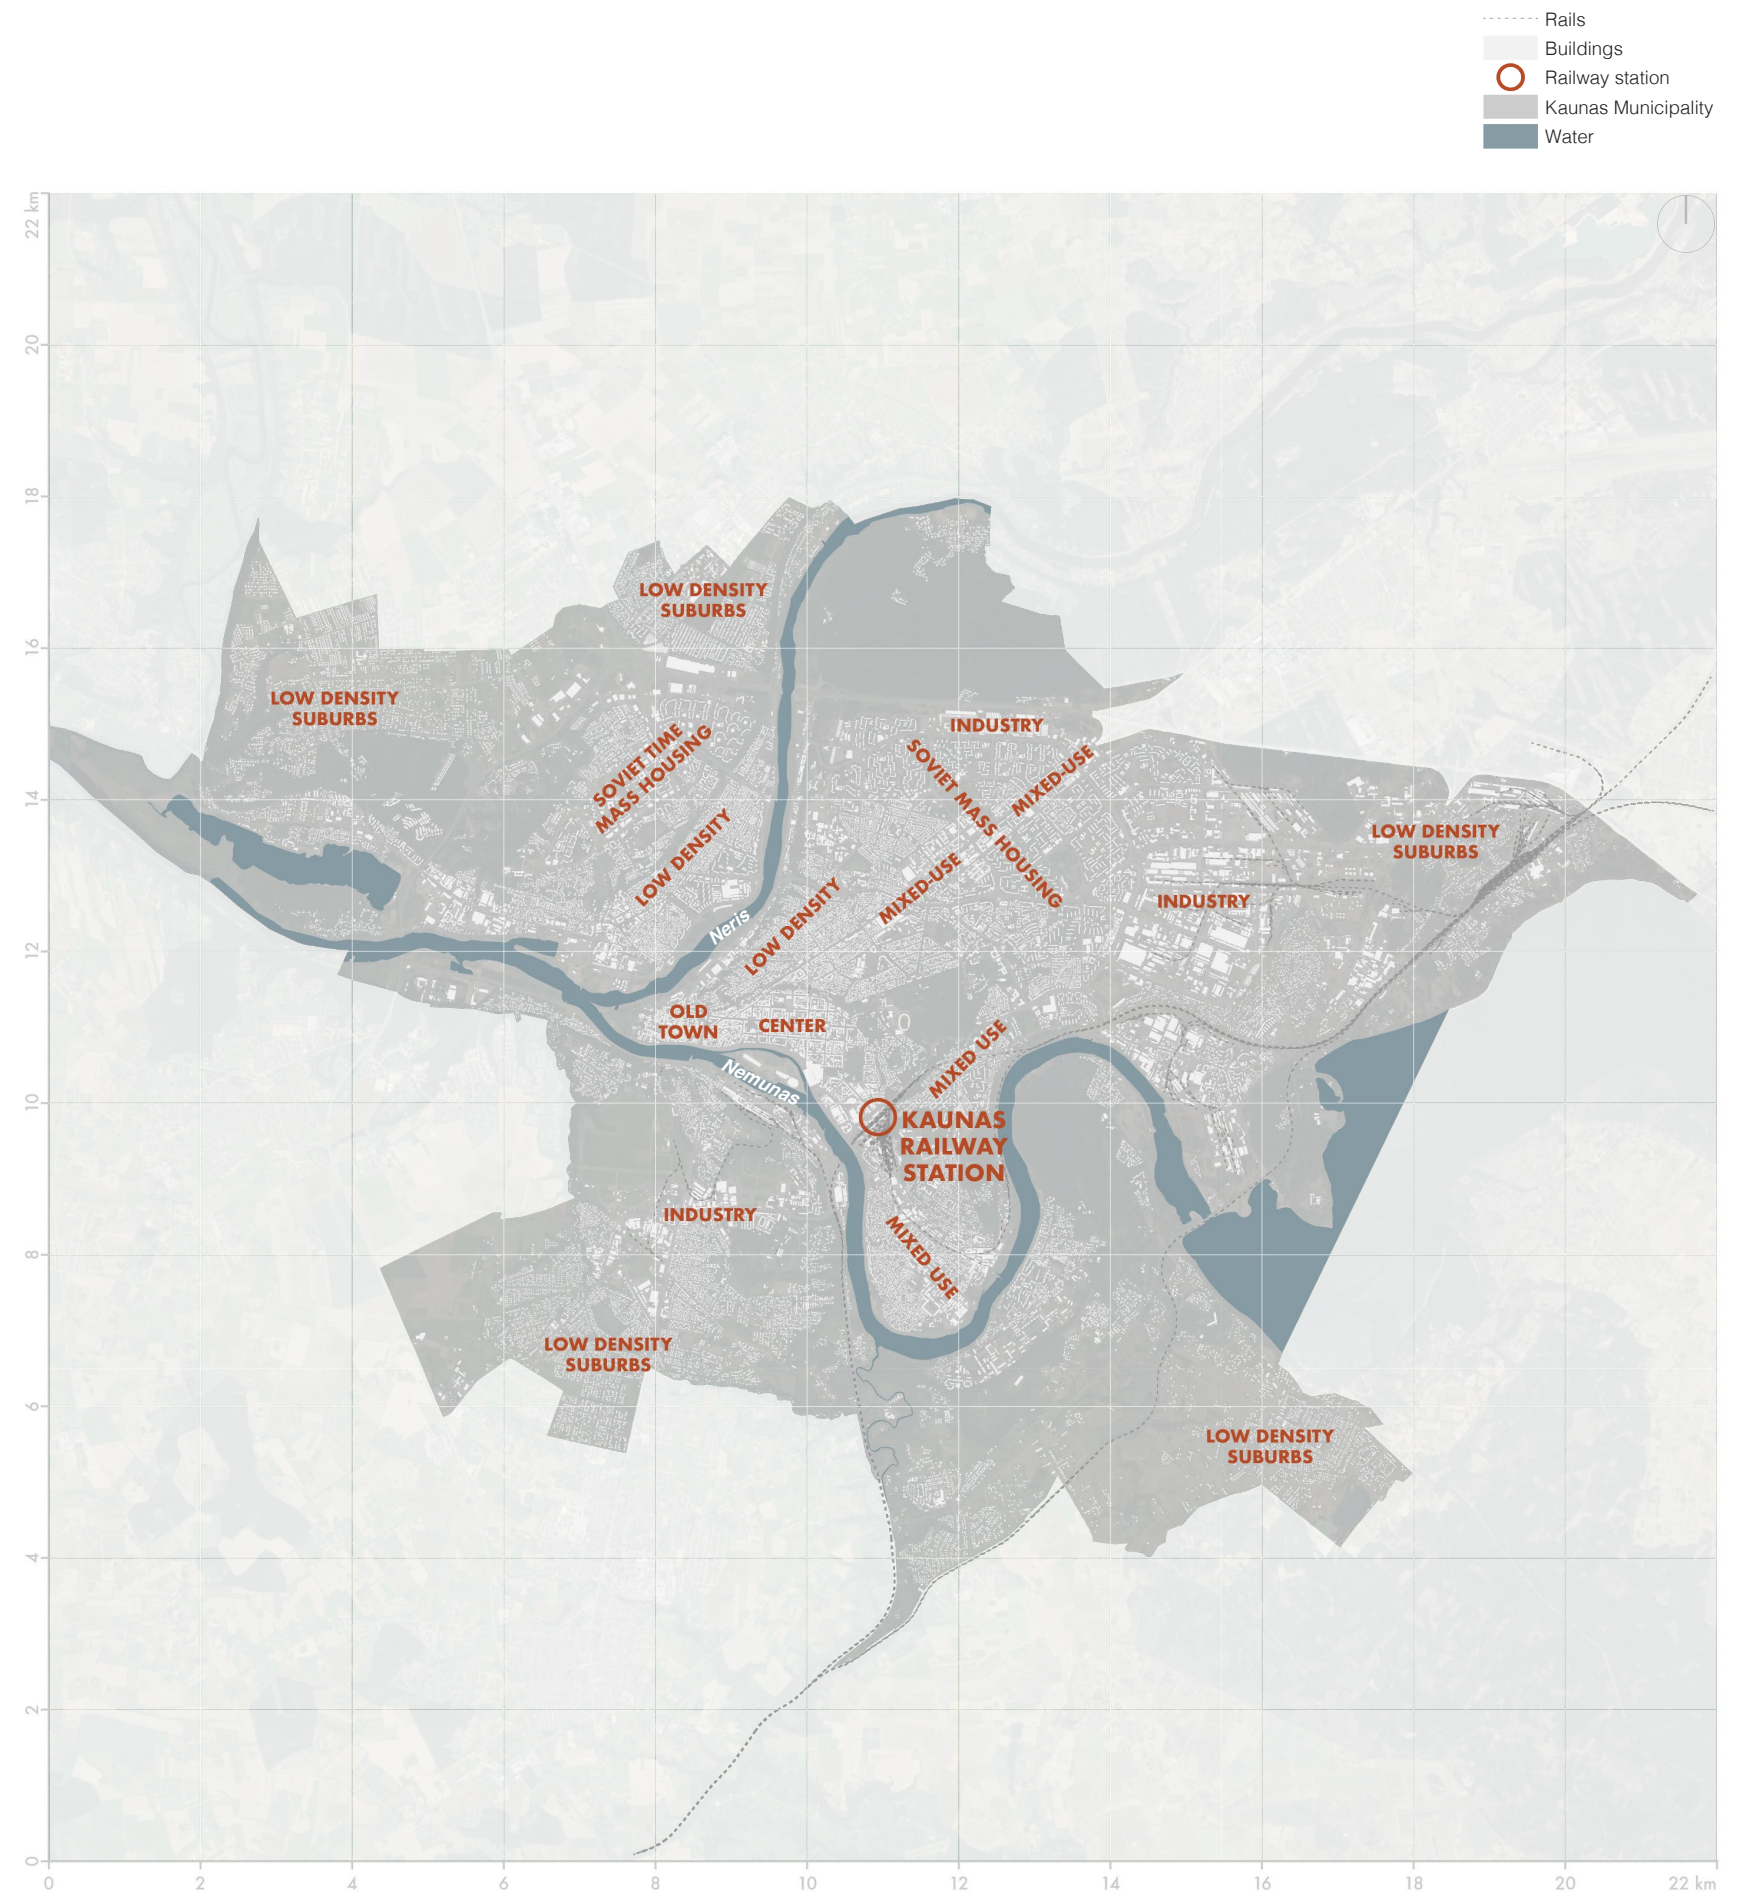 Rails
Buildings
Railway station
Kaunas Municipality
Water
22 km
20
18
16
14
12
10
8
6
4
2
0
LOW DENSITY
SUBURBS
LOW DENSITY
SUBURBS
INDUSTRY
SOVIET TIME
MASS HOUSING
SOVIET MASS HOUSING
MIXED-USE
LOW DENSITY
LOW DENSITY
SUBURBS
MIXED-USE
LOW DENSITY
INDUSTRY
Neris
OLD
TOWN
CENTER
MIXED USE
Nemunas
KAUNAS
RAILWAY
STATION
INDUSTRY
MIXED USE
LOW DENSITY
SUBURBS
LOW DENSITY
SUBURBS
0
2
4
6
8
10
12
14
16
18
20
22 km